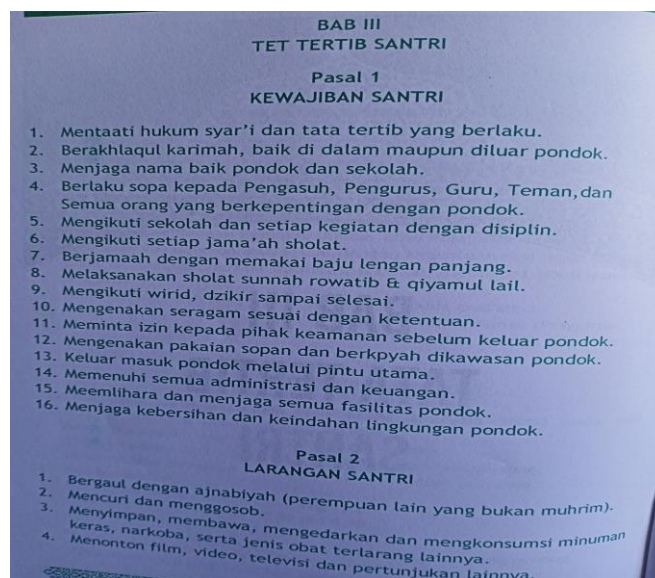 BAB III
TET TERTIB SANTRI
Pasal 1
KEWAJIBAN SANTRI
1. Mentaati hukum syar'i dan tata tertib yang berlaku.
2. Berakhlaqul karimah, baik di dalam maupun diluar pondok.
3. Menjaga nama baik pondok dan sekolah.
4. Berlaku sopa kepada Pengasuh, Pengurus, Guru, Teman,dan
Semua orang yang berkepentingan dengan pondok.
5. Mengikuti sekolah dan setiap kegiatan dengan disiplin.
6. Mengikuti setiap jama'ah sholat.
7. Berjamaah dengan memakai baju lengan panjang.
8. Melaksanakan sholat sunnah rowatib & qiyamul lail.
9. Mengikuti wirid, dzikir sampai selesai.
10. Mengenakan seragam sesuai dengan ketentuan.
11. Meminta izin kepada pihak keamanan sebelum keluar pondok.
12. Mengenakan pakaian sopan dan berkpyah dikawasan pondok.
13. Keluar masuk pondok melalui pintu utama.
14. Memenuhi semua administrasi dan keuangan.
15. Meemlihara dan menjaga semua fasilitas pondok.
16. Menjaga kebersihan dan keindahan lingkungan pondok.
Pasal 2
LARANGAN SANTRI
1. Bergaul dengan ajnabiyah (perempuan lain yang bukan muhrim).
2. Mencuri dan menggosob.
3. Menyimpan, membawa, mengedarkan dan mengkonsumsi minuman
keras, narkoba, serta jenis obat terlarang lainnya.
4. Menonton film, video, televisi dan pertunjukan lainnya.